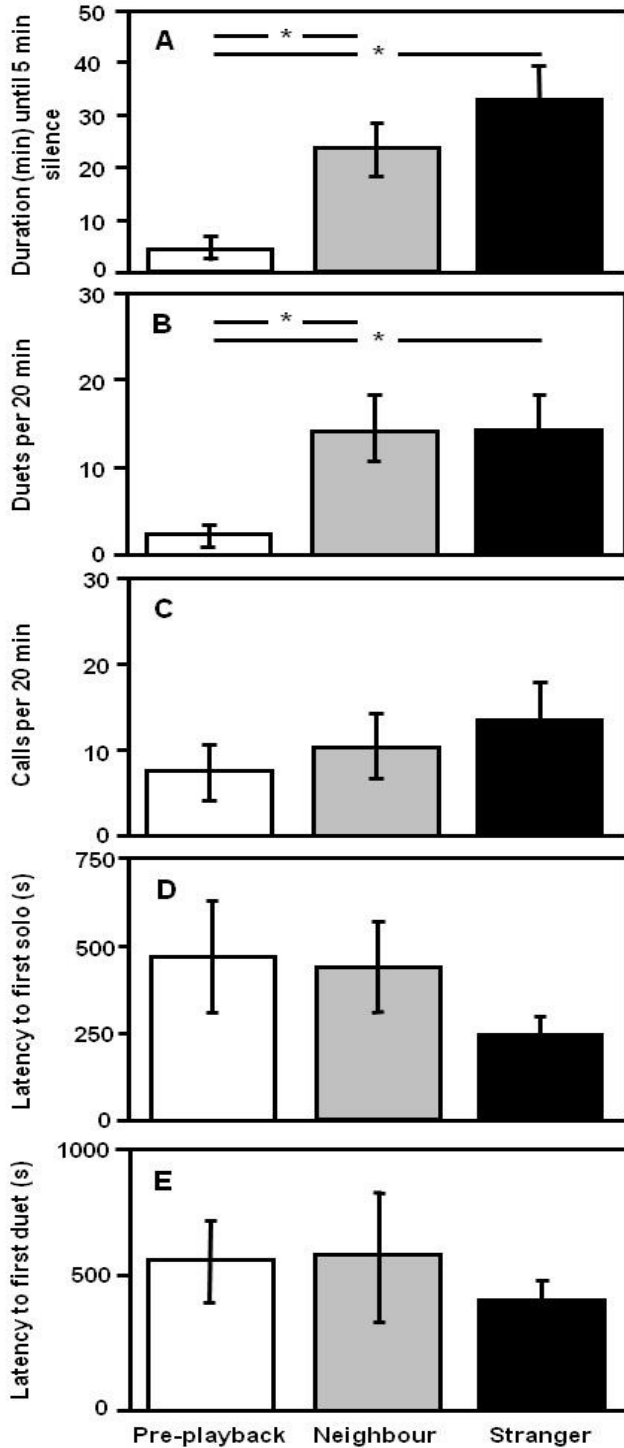 Duration (min) until 5 min
silence
50
40
30
20
10
0
A
*
*
Duets per 20 min
30
20
10
0
B
*
*
Calls per 20 min
30
20
10
0
C
Latency to first solo (s)
750
500
250
0
D
Latency to first duet (s)
1000
500
0
E
Pre-playback Neighbour Stranger